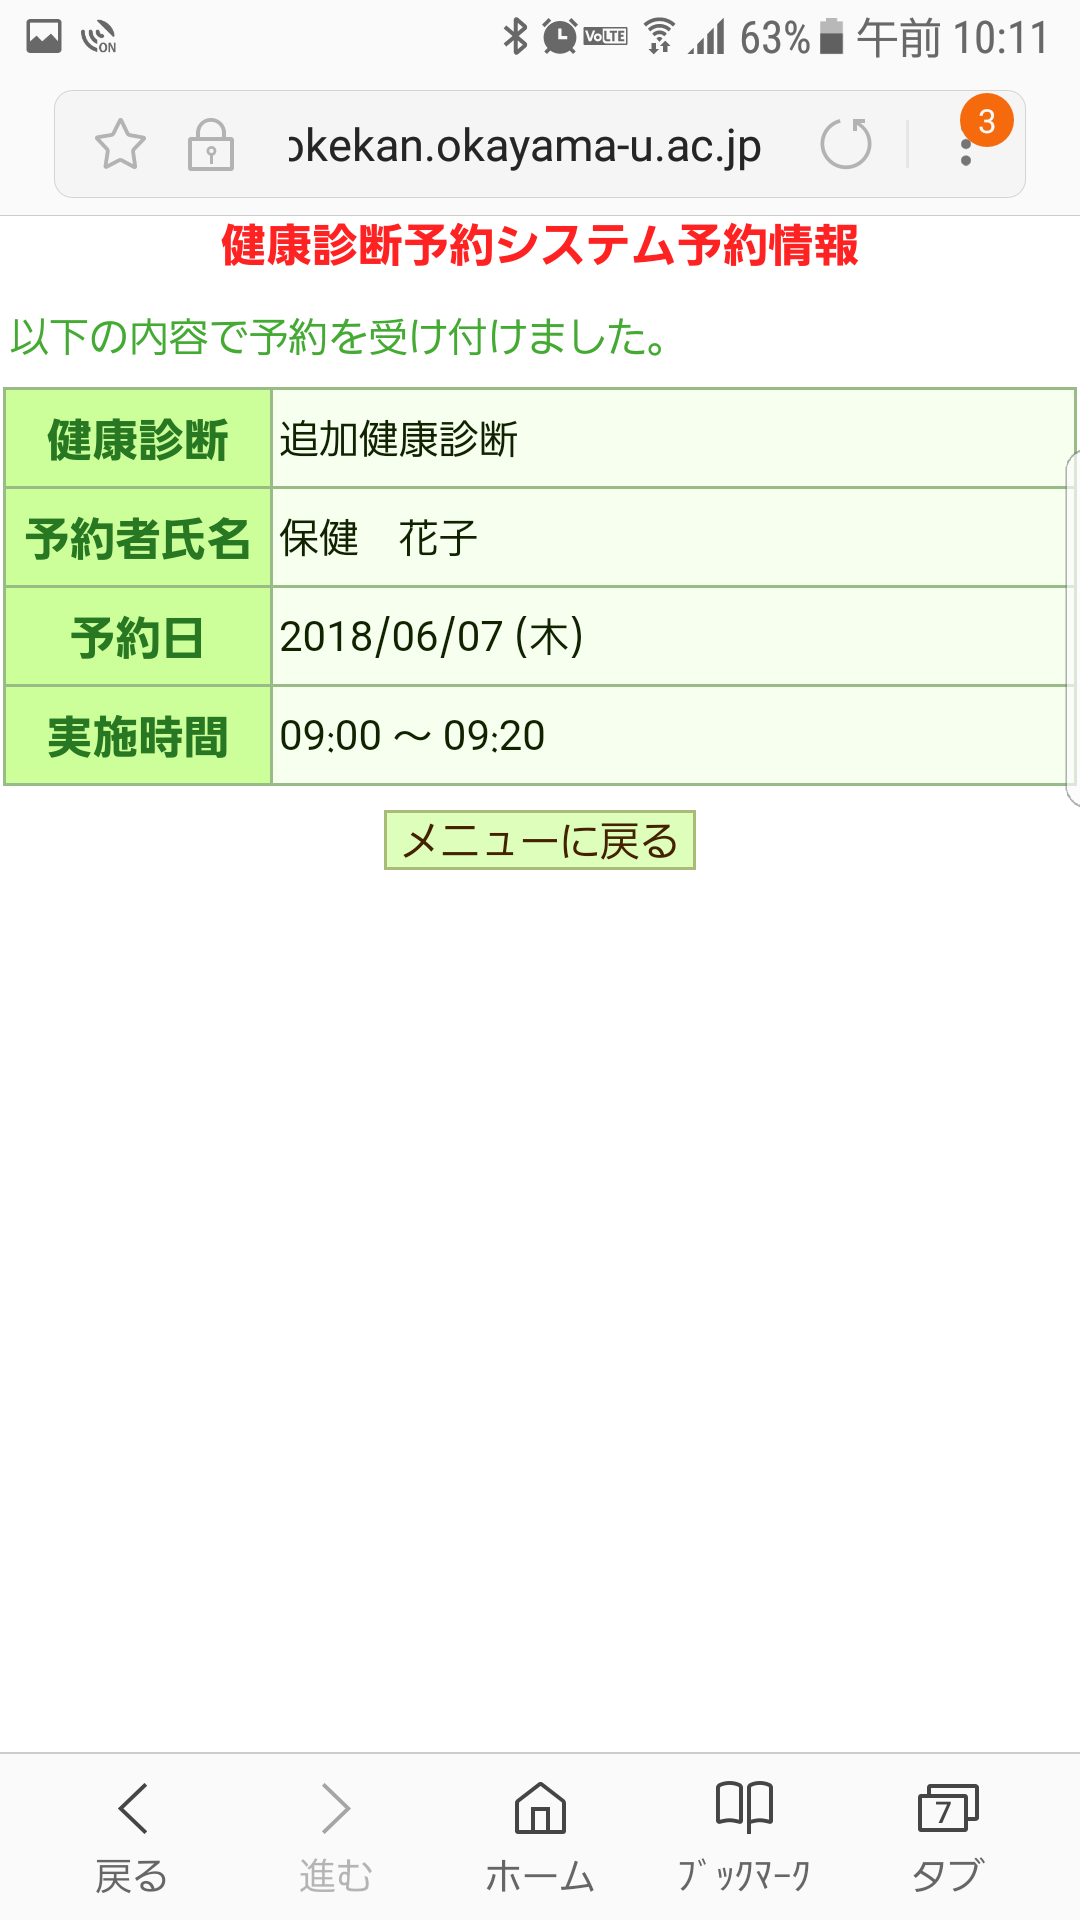 ON VoLTE 63% 午前 10:11
okekan.okayama-u.ac.jp 3
健康診断予約システム予約情報
以下の内容で予約を受け付けました。
健康診断 追加健康診断
予約者氏名 保健　花子
予約日 2018/06/07 (木)
実施時間 09:00 ～ 09:20
メニューに戻る
7
戻る 進む ホーム ﾌﾞｯｸﾏｰｸ タブ